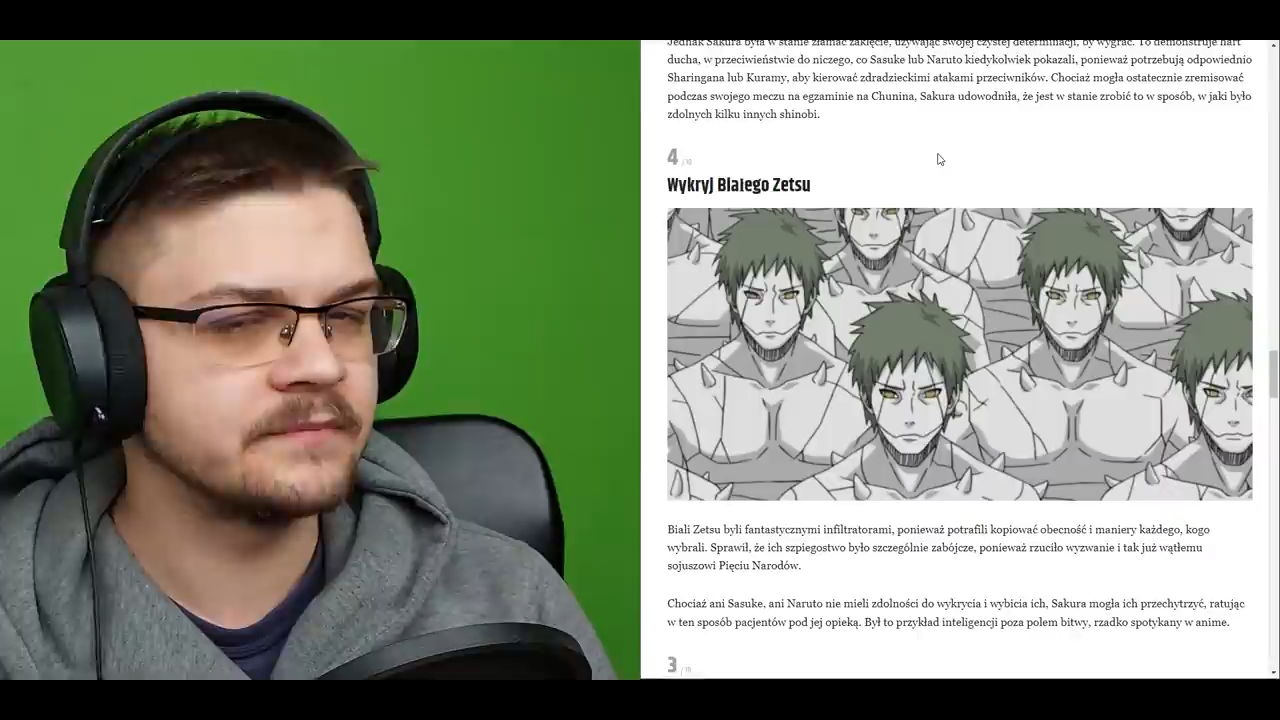 Jednak Sakura była w stanie złamać zaklęcie, używając swojej czystej determinacji, by wygrać. To demonstruje hart
ducha, w przeciwieństwie do niczego, co Sasuke lub Naruto kiedykolwiek pokazali, ponieważ potrzebują odpowiednio
Sharingana lub Kuramy, aby kierować zdradzieckimi atakami przeciwników. Chociaż mogła ostatecznie zremisować
podczas swojego meczu na egzaminie na Chunina, Sakura udowodniła, że jest w stanie zrobić to w sposób, w jaki było
zdolnych kilku innych shinobi.
4 /10
Wykryj Białego Zetsu
Biali Zetsu byli fantastycznymi infiltratorami, ponieważ potrafili kopiować obecność i maniery każdego, kogo
wybrali. Sprawił, że ich szpiegostwo było szczególnie zabójcze, ponieważ rzuciło wyzwanie i tak już wątłemu
sojuszowi Pięciu Narodów.
Chociaż ani Sasuke, ani Naruto nie mieli zdolności do wykrycia i wybicia ich, Sakura mogła ich przechytrzyć, ratując
w ten sposób pacjentów pod jej opieką. Był to przykład inteligencji poza polem bitwy, rzadko spotykany w anime.
3 /10